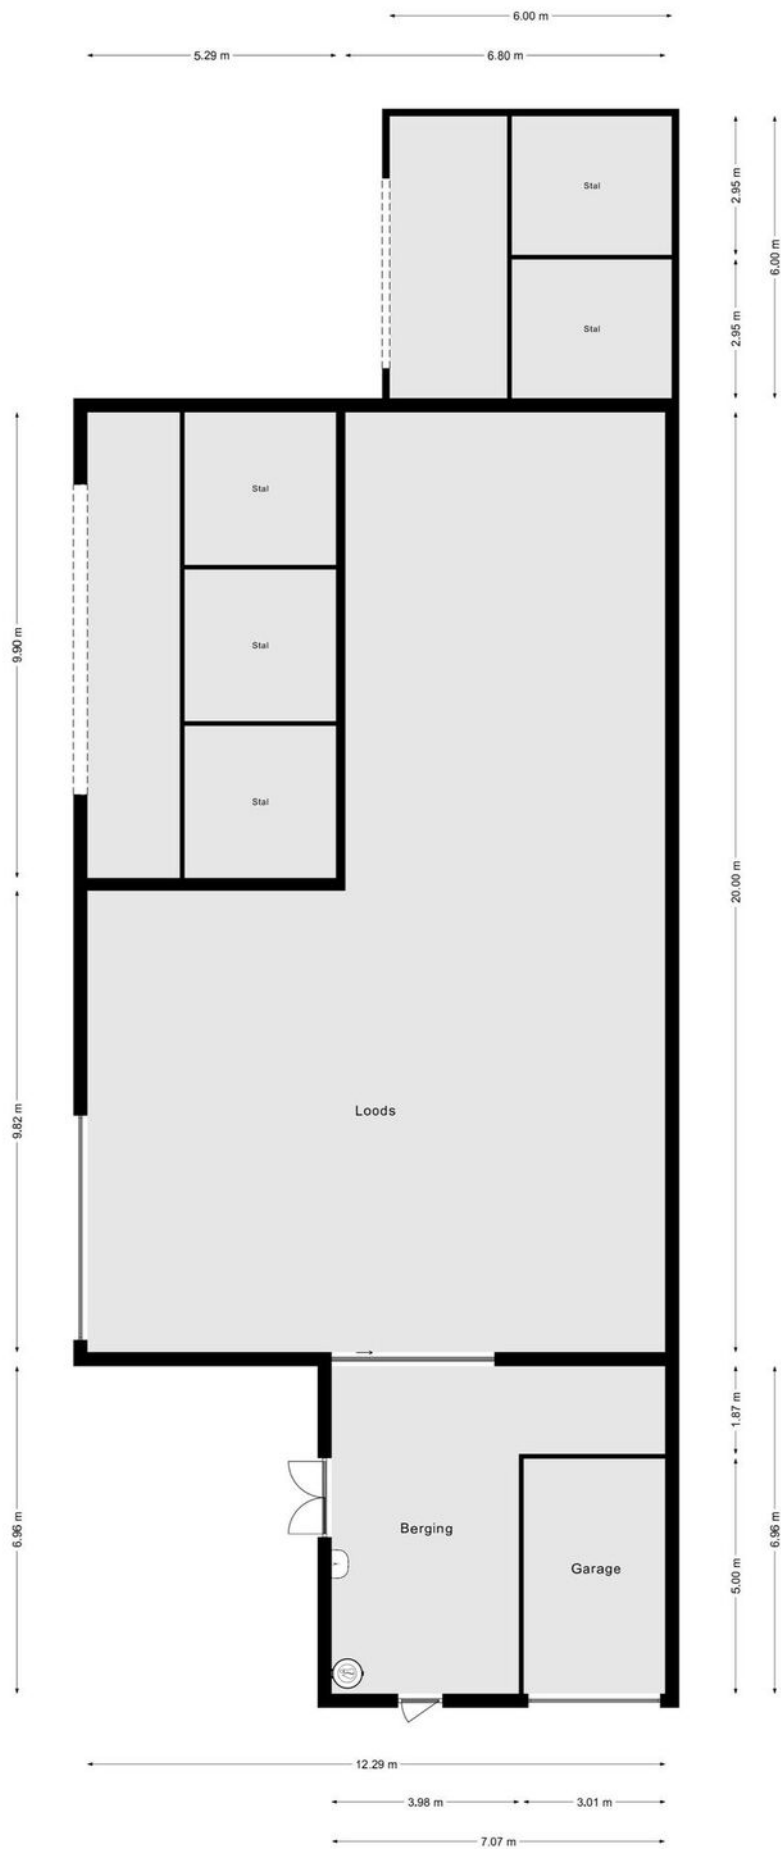 6.00 m
5.29 m
6.80 m
Stal
2.95 m
6.00 m
Stal
2.95 m
Stal
9.90 m
Stal
Stal
20.00 m
Loods
9.82 m
1.87 m
Berging
6.96 m
Garage
5.00 m
6.96 m
12.29 m
3.98 m
3.01 m
7.07 m